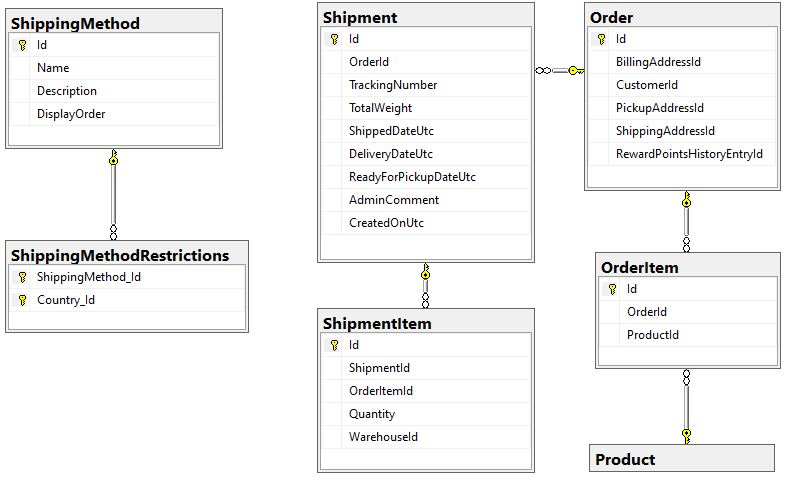 ShippingMethod
Id
Name
Description
DisplayOrder
ShippingMethodRestrictions
ShippingMethod_Id
Country_Id
Shipment
Id
OrderId
TrackingNumber
TotalWeight
ShippedDateUtc
DeliveryDateUtc
ReadyForPickupDateUtc
AdminComment
CreatedOnUtc
ShipmentItem
Id
ShipmentId
OrderItemId
Quantity
WarehouseId
Order
Id
BillingAddressId
CustomerId
PickupAddressId
ShippingAddressId
RewardPointsHistoryEntryId
OrderItem
Id
OrderId
ProductId
Product